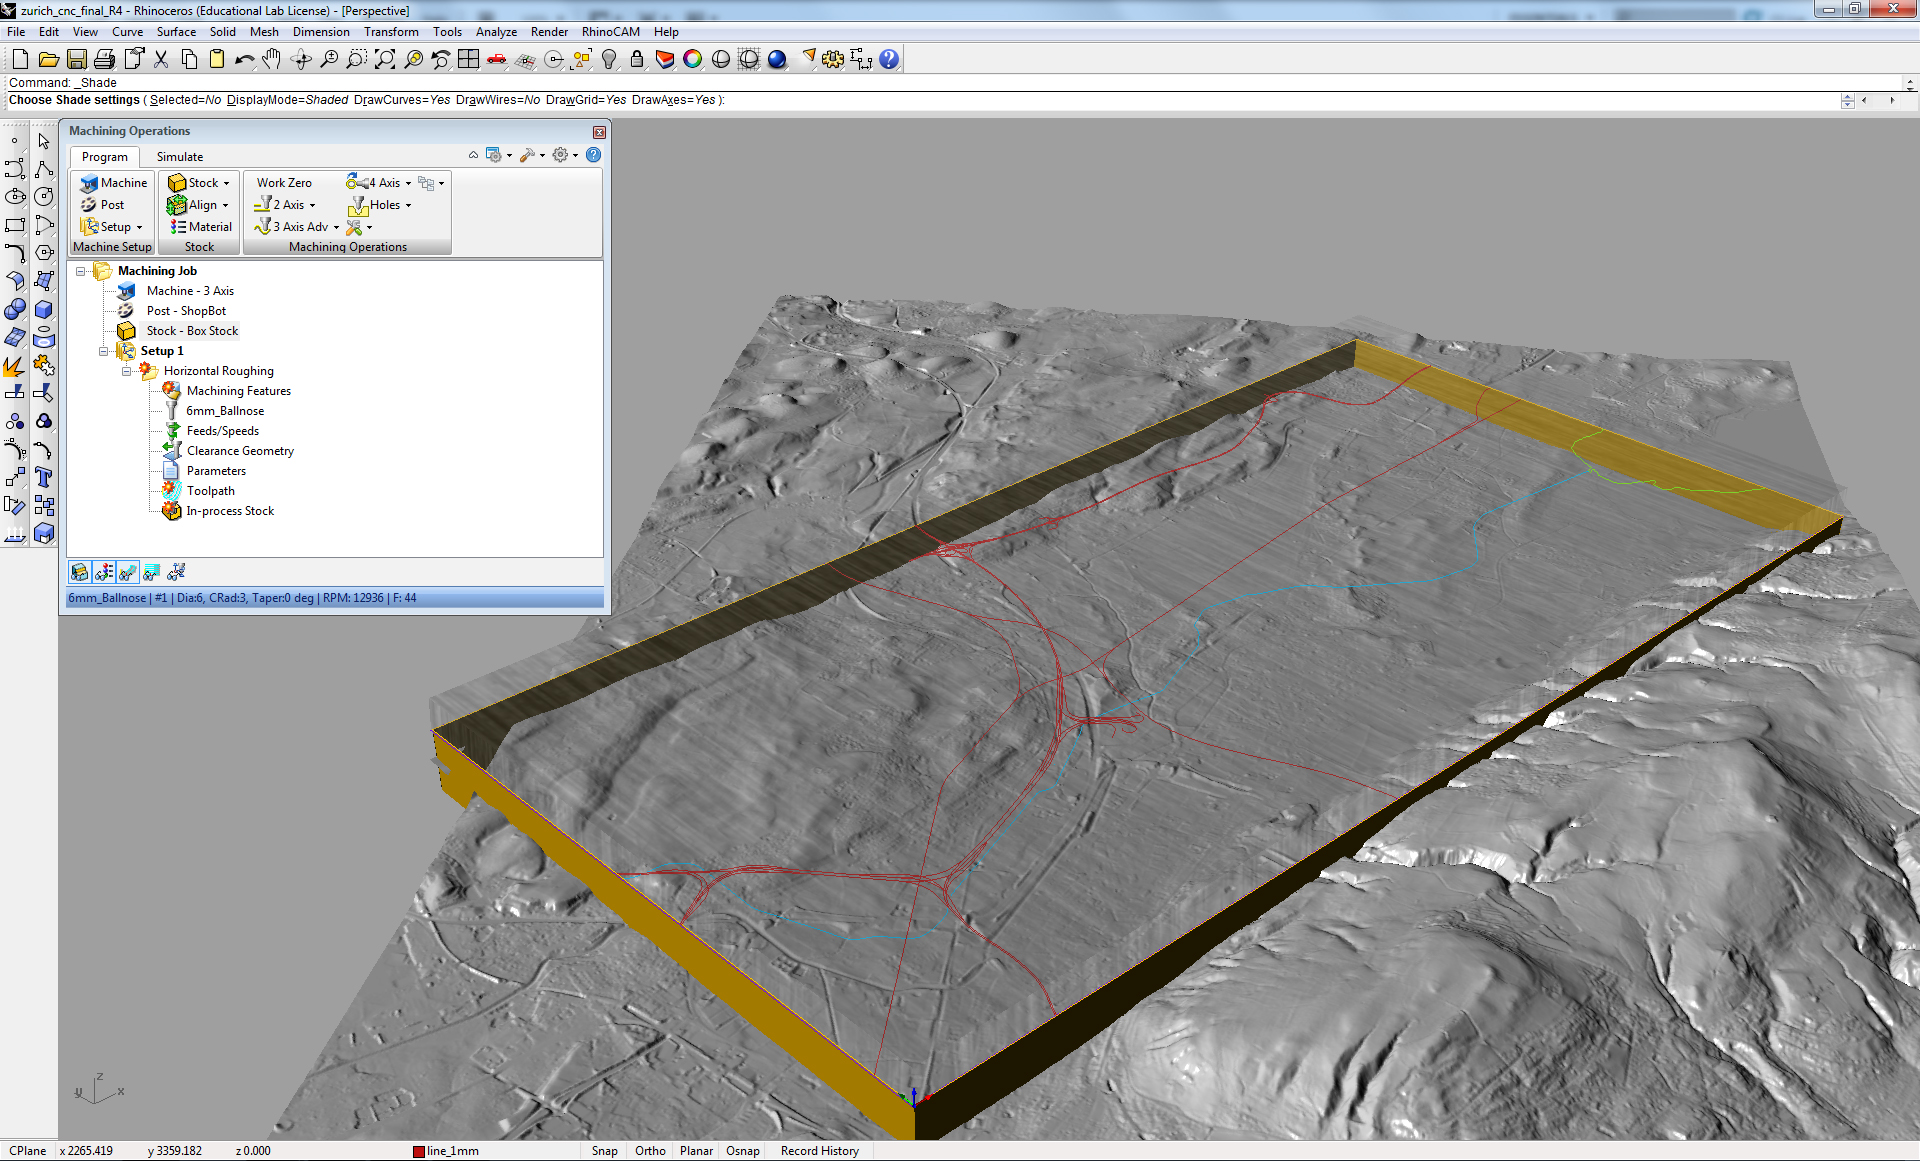 zurich_cnc_final_R4 - Rhinoceros (Educational Lab License) - [Perspective]
File Edit View Curve Surface Solid Mesh Dimension Transform Tools Analyze Render RhinoCAM Help
Command: _Shade
Choose Shade settings ( Selected=No DisplayMode=Shaded DrawCurves=Yes DrawWires=No DrawGrid=Yes DrawAxes=Yes ):
Machining Operations
Program Simulate
Machine Stock Work Zero 4 Axis
Post Align 2 Axis Holes
Setup Material 3 Axis Adv
Machine Setup Stock Machining Operations
Machining Job
Machine - 3 Axis
Post - ShopBot
Stock - Box Stock
Setup 1
Horizontal Roughing
Machining Features
6mm_Ballnose
Feeds/Speeds
Clearance Geometry
Parameters
Toolpath
In-process Stock
6mm_Ballnose | #1 | Dia:6, CRad:3, Taper:0 deg | RPM: 12936 | F: 44
z
y x
CPlane x 2265.419 y 3359.182 z 0.000 line_1mm Snap Ortho Planar Osnap Record History